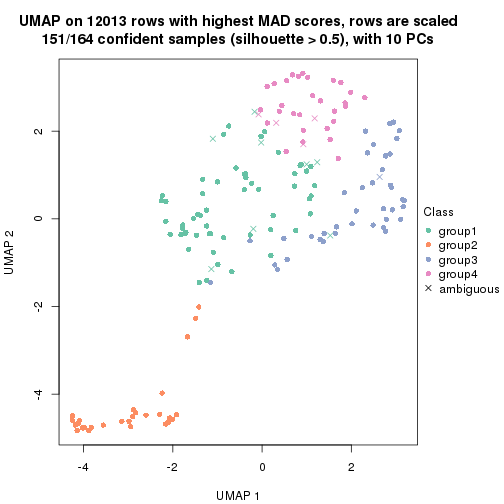 UMAP on 12013 rows with highest MAD scores, rows are scaled
151/164 confident samples (silhouette > 0.5), with 10 PCs
2
0
-2
-4
UMAP 2
-4
-2
0
2
UMAP 1
Class
group1
group2
group3
group4
ambiguous